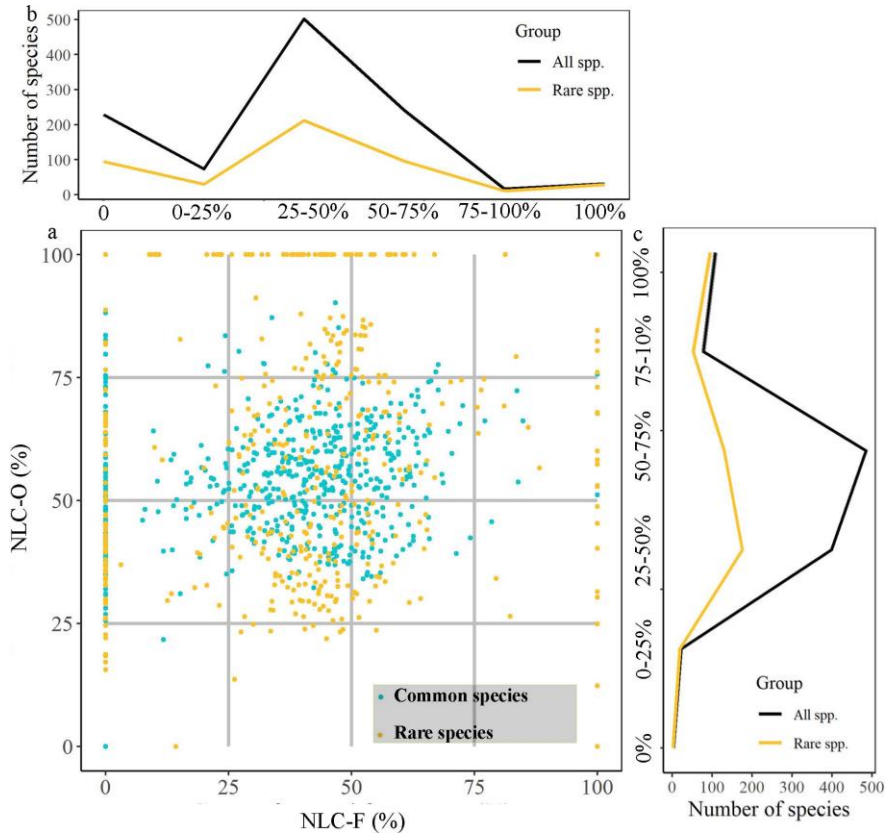 b
Number of species
500
400
300
200
100
0
Group
All spp.
Rare spp.
0
0-25%
25-50%
50-75%
75-100%
100%
a
NLC-O (%)
100
75
50
25
0
Common species
Rare species
0
25
50
75
100
NLC-F (%)
c
100%
75-10%
50-75%
25-50%
0-25%
0%
Group
All spp.
Rare spp.
0
100
200
300
400
500
Number of species